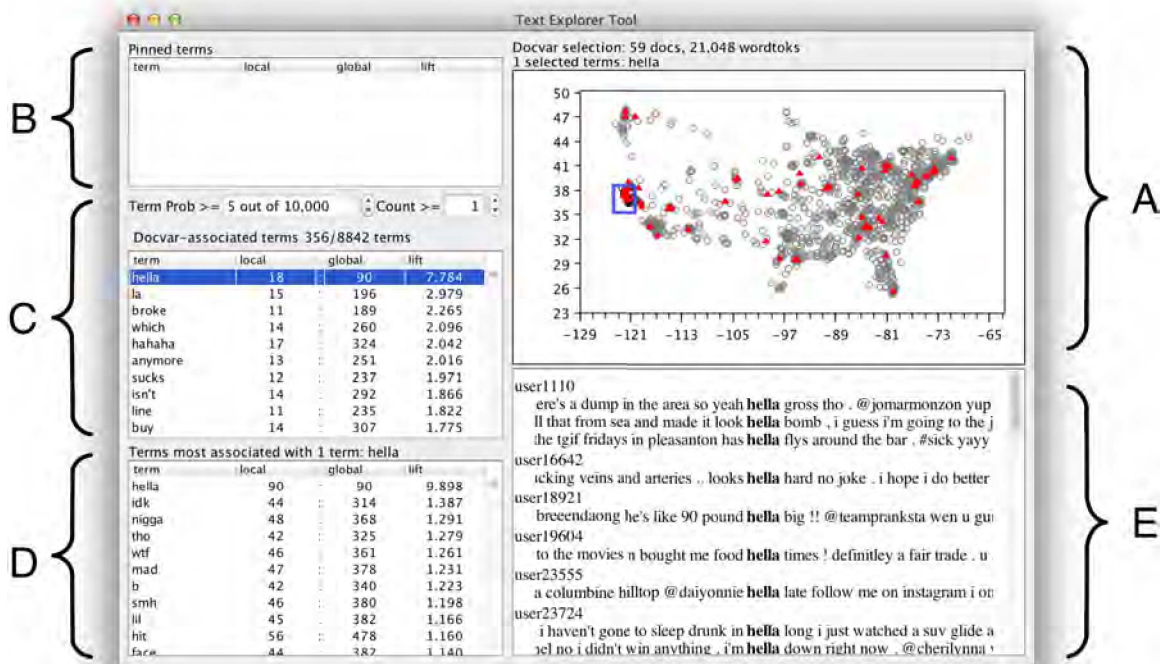 Text Explorer Tool
B
Pinned terms
term local global lift
C
Term Prob >= 5 out of 10,000 Count >= 1
Docvar-associated terms 356/8842 terms
term local global lift
hella 18 : 90 7.784
la 15 : 196 2.979
broke 11 : 189 2.265
which 14 : 260 2.096
hahaha 17 : 324 2.042
anymore 13 : 251 2.016
sucks 12 : 237 1.971
isn't 14 : 292 1.866
line 11 : 235 1.822
buy 14 : 307 1.775
D
Terms most associated with 1 term: hella
term local global lift
hella 90 : 90 9.898
idk 44 : 314 1.387
nigga 48 : 368 1.291
tho 42 : 325 1.279
wtf 46 : 361 1.261
mad 47 : 378 1.231
b 42 : 340 1.223
smh 46 : 380 1.198
lil 45 : 382 1.166
hit 56 : 478 1.160
face 44 : 382 1.140
Docvar selection: 59 docs, 21,048 wordtoks
1 selected terms: hella
A
50
47
44
41
38
35
32
29
26
23
-129 -121 -113 -105 -97 -89 -81 -73 -65
E
user1110
ere's a dump in the area so yeah hella gross tho . @jomarmonzon yup
ll that from sea and made it look hella bomb , i guess i'm going to the j
the tgif fridays in pleasanton has hella flys around the bar . #sick yayy
user16642
icking veins and arteries .. looks hella hard no joke . i hope i do better
user18921
breeendaong he's like 90 pound hella big !! @teampranksta wen u gu
user19604
to the movies n bought me food hella times ! definitley a fair trade . u
user23555
a columbine hilltop @daiyonnie hella late follow me on instagram i on
user23724
i haven't gone to sleep drunk in hella long i just watched a suv glide a
no i didn't win anything . i'm hella down right now . @cherilynna